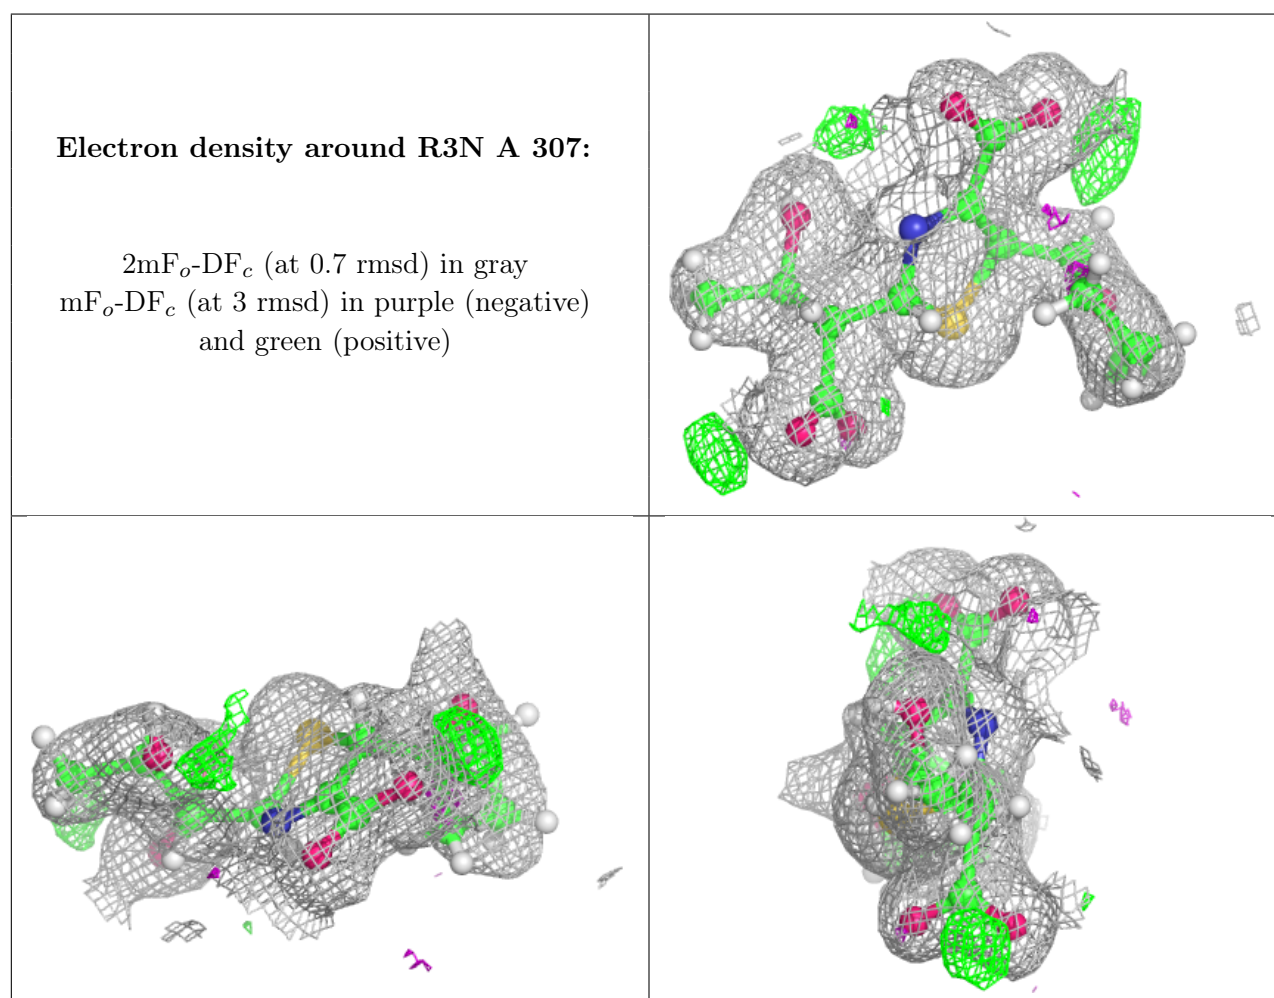 Electron density around R3N A 307:
2mFo-DFc (at 0.7 rmsd) in gray
mFo-DFc (at 3 rmsd) in purple (negative)
and green (positive)